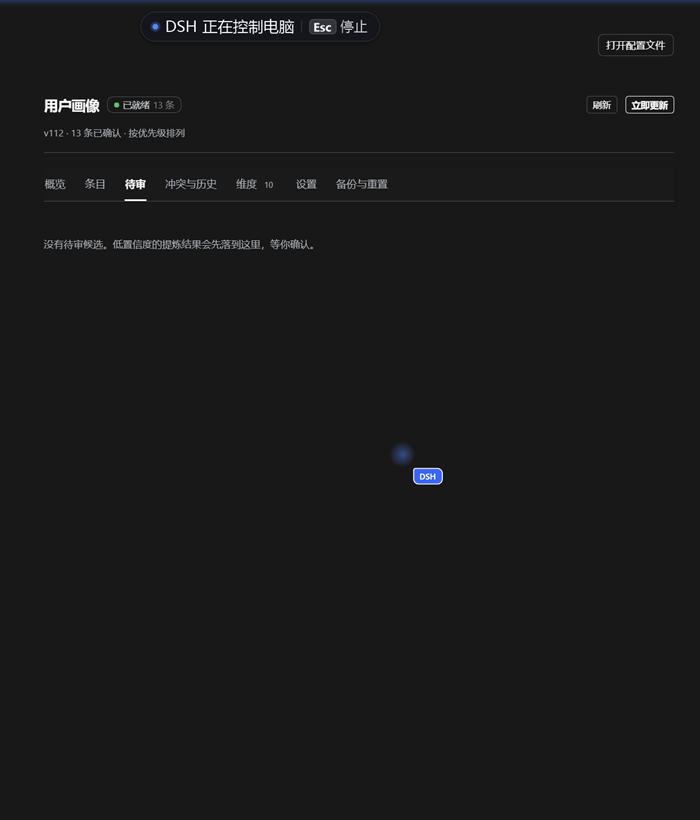 DSH 正在控制电脑 Esc 停止
打开配置文件
用户画像 已就绪 13 条 刷新 立即更新
v112 · 13 条已确认 · 按优先级排列
概览 条目 待审 冲突与历史 维度 10 设置 备份与重置
没有待审候选。低置信度的提炼结果会先落到这里，等你确认。
DSH